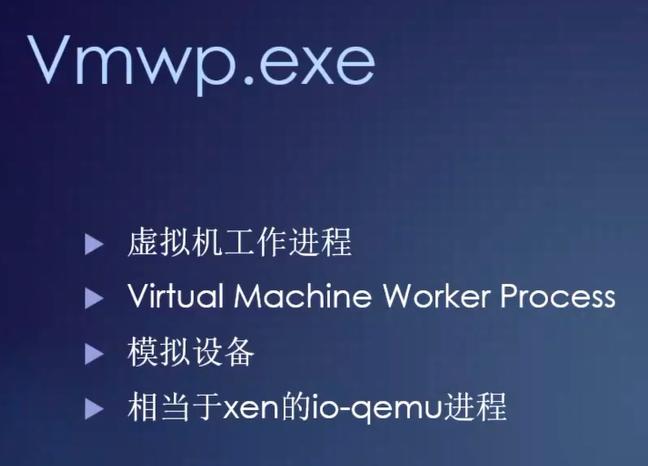 Vmwp.exe
虚拟机工作进程
Virtual Machine Worker Process
模拟设备
相当于xen的io-qemu进程